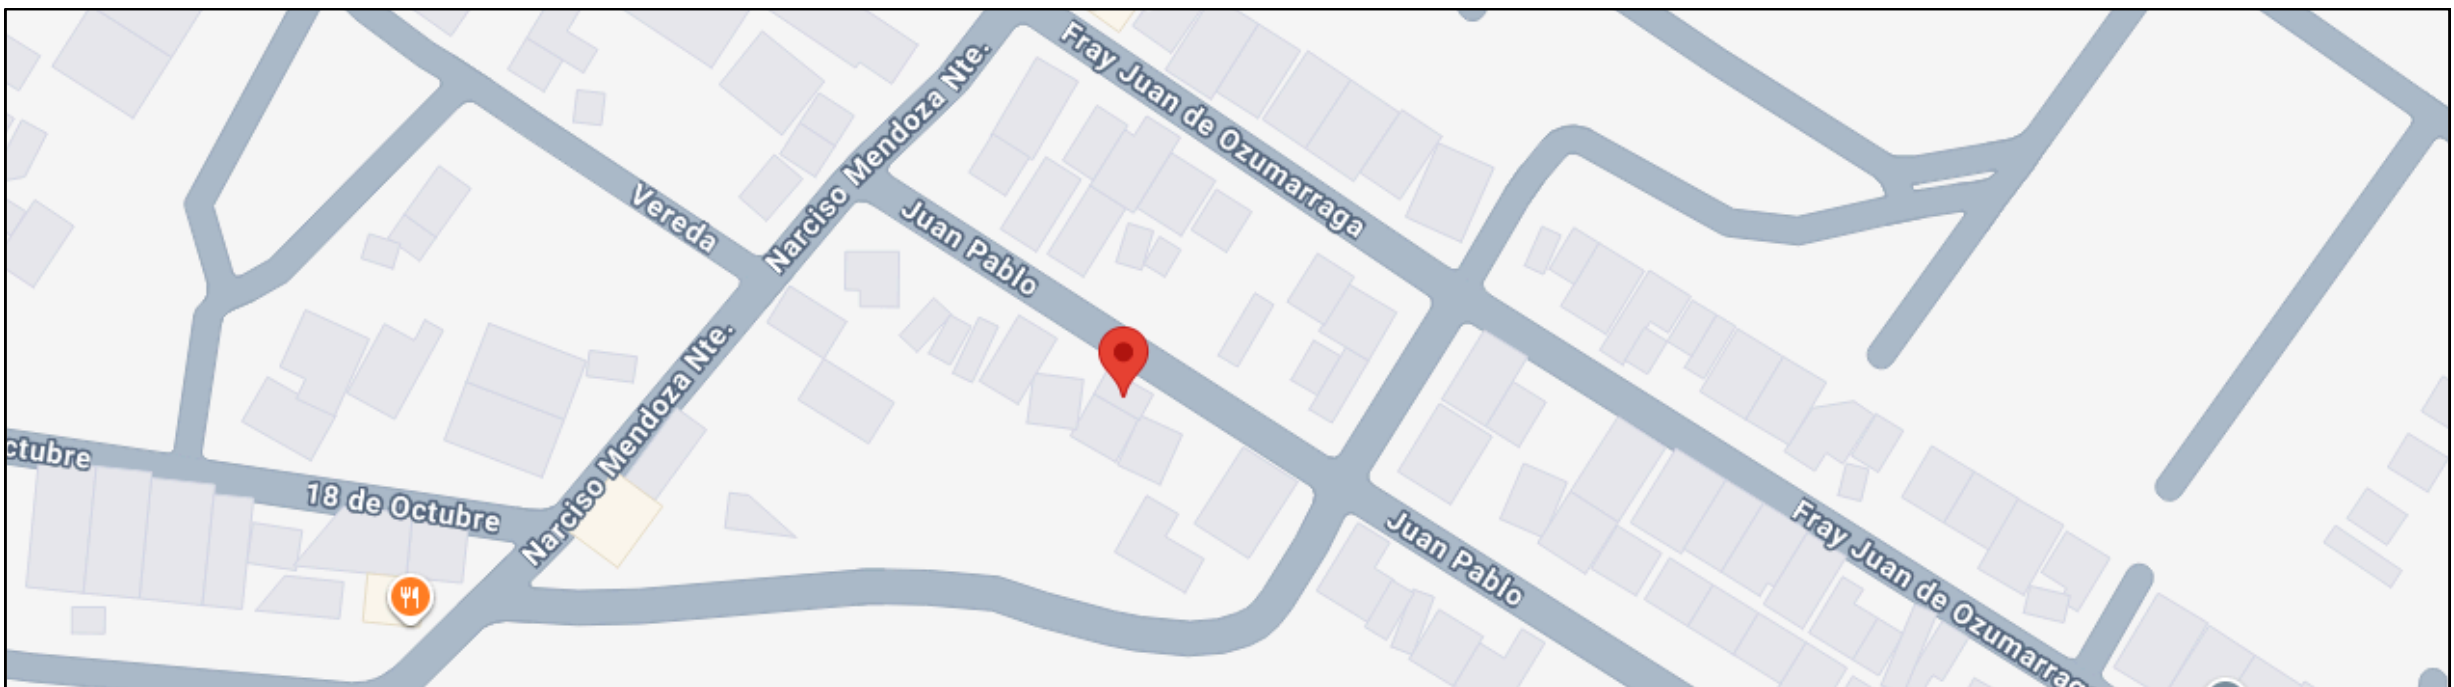 Fray Juan de Ozumarraga
Narciso Mendoza Nte.
Vereda
Juan Pablo
Narciso Mendoza Nte.
ctubre
18 de Octubre
Juan Pablo
Fray Juan de Ozumarrag